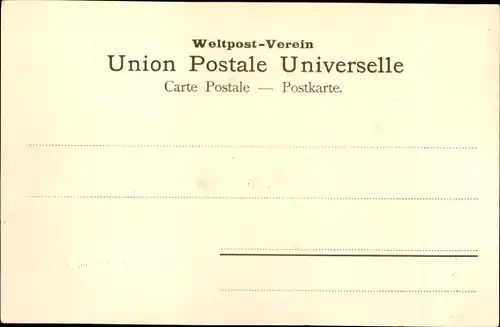 Weltpost-Verein
Union Postale Universelle
Carte Postale — Postkarte.